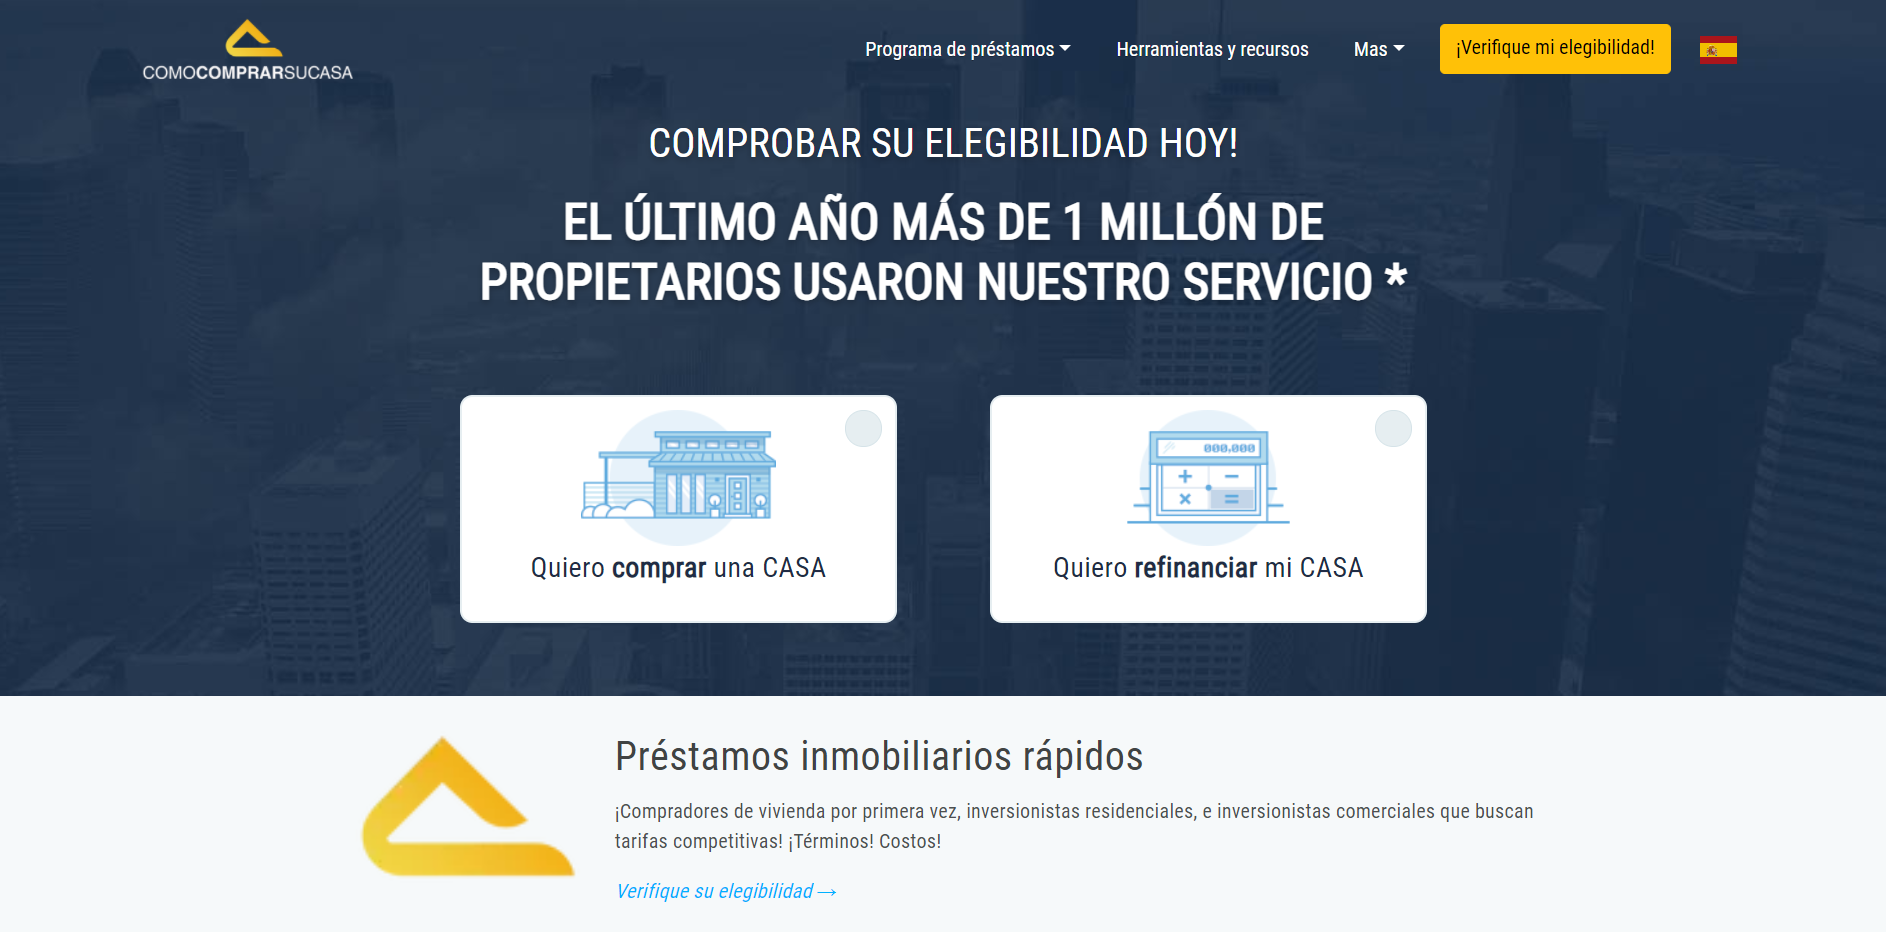 COMOCOMPRARSUCASA
Programa de préstamos
Herramientas y recursos
Mas
¡Verifique mi elegibilidad!
COMPROBAR SU ELEGIBILIDAD HOY!
EL ÚLTIMO AÑO MÁS DE 1 MILLÓN DE
PROPIETARIOS USARON NUESTRO SERVICIO *
000,000
Quiero comprar una CASA
Quiero refinanciar mi CASA
Préstamos inmobiliarios rápidos
¡Compradores de vivienda por primera vez, inversionistas residenciales, e inversionistas comerciales que buscan
tarifas competitivas! ¡Términos! Costos!
Verifique su elegibilidad →